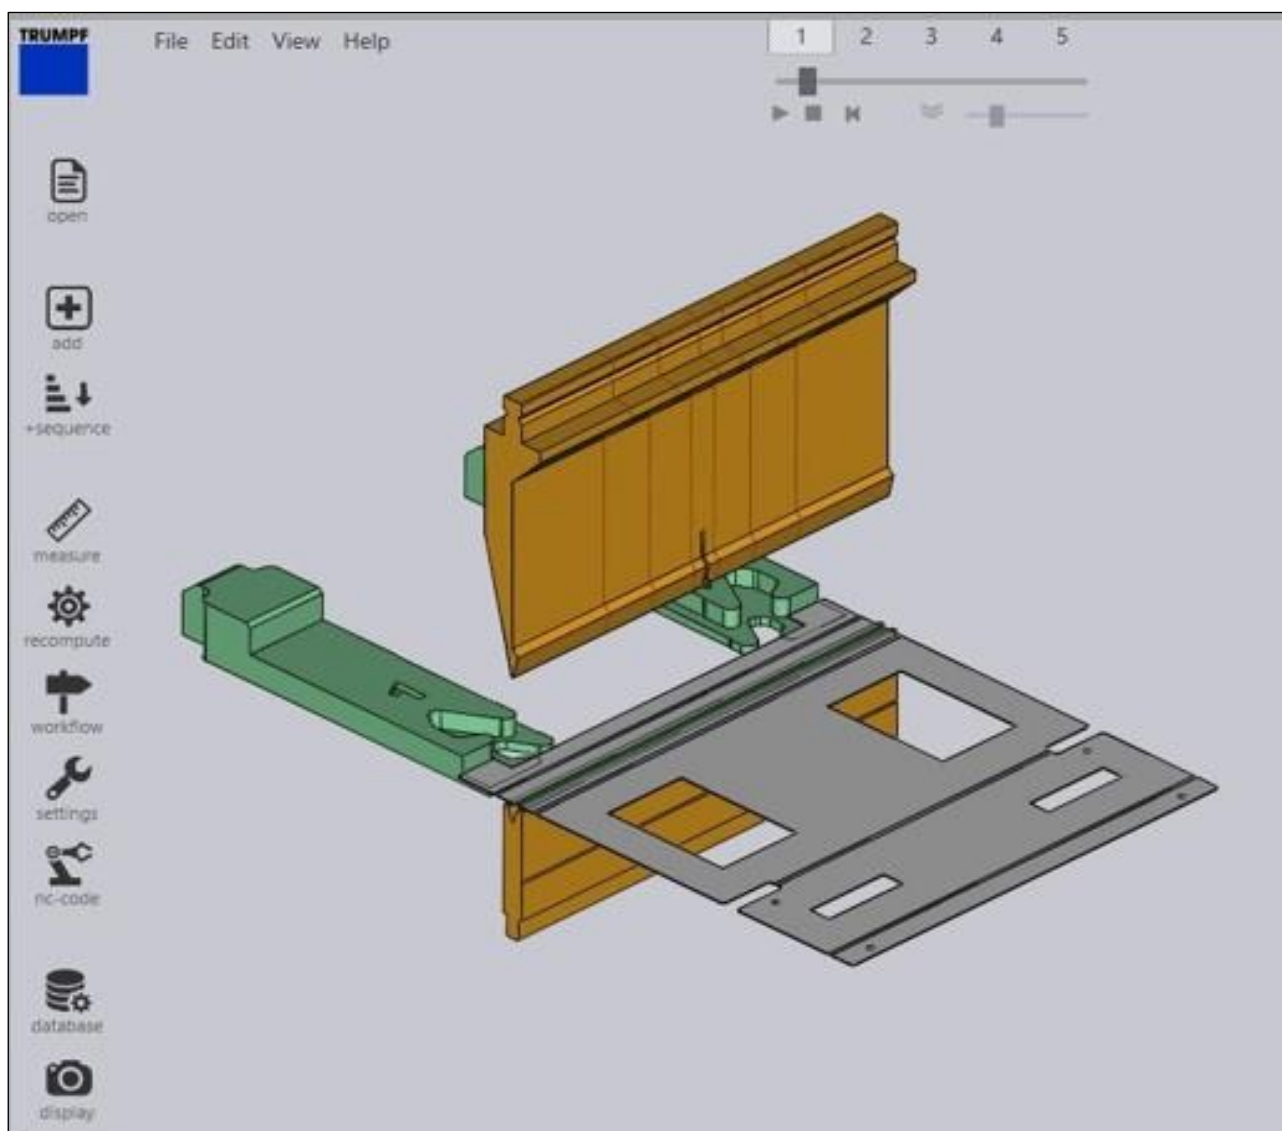 TRUMPF
File Edit View Help
1 2 3 4 5
open
add
+sequence
measure
recompute
workflow
settings
nc-code
database
display